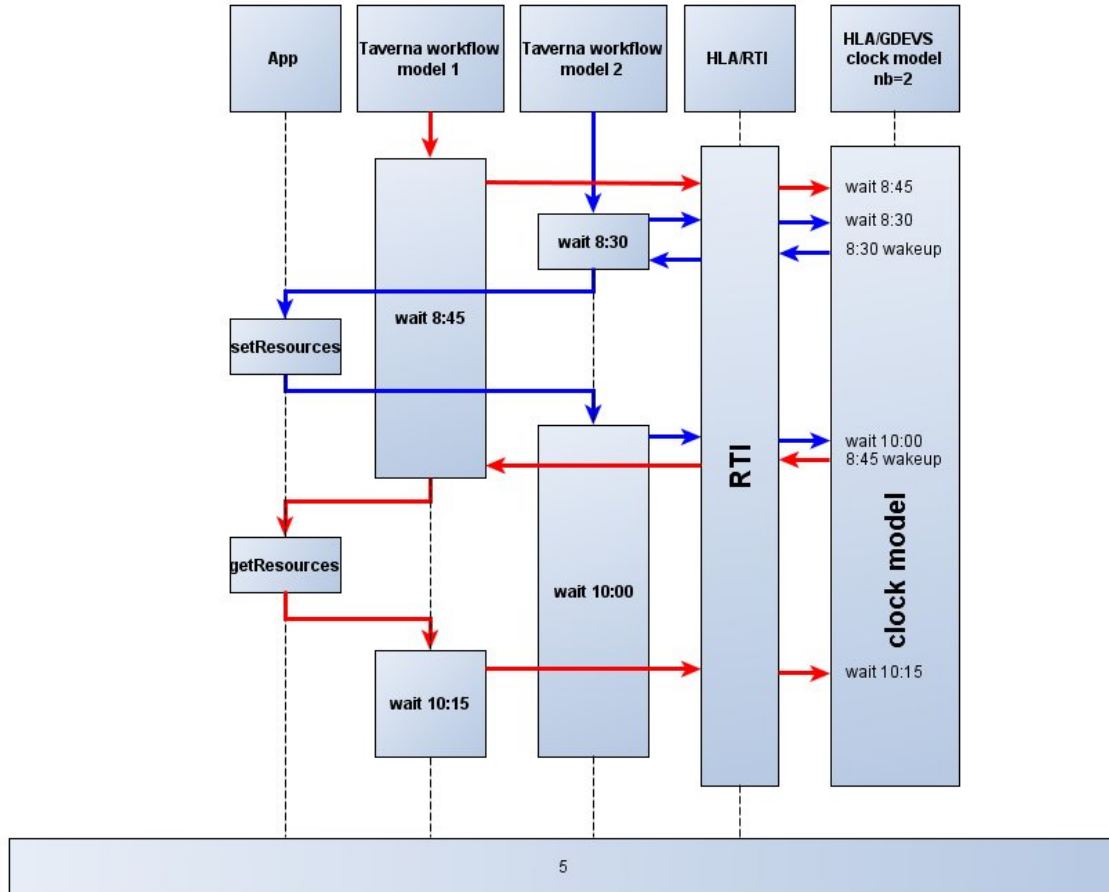 App
Taverna workflow
model 1
Taverna workflow
model 2
HLA/RTI
HLA/GDEVS
clock model
nb=2
wait 8:45
wait 8:30
wait 8:30
8:30 wakeup
wait 8:45
setResources
wait 10:00
8:45 wakeup
RTI
clock model
getResources
wait 10:00
wait 10:15
wait 10:15
5